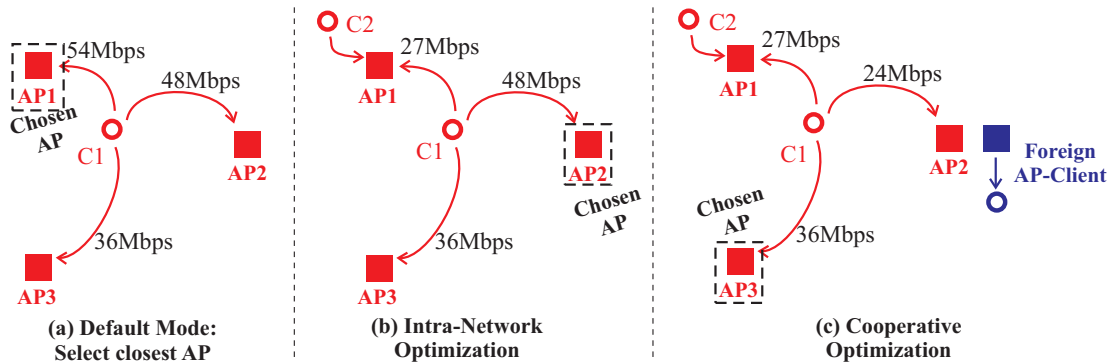 54Mbps
AP1
Chosen
AP
48Mbps
C1
AP2
36Mbps
AP3
(a) Default Mode:
Select closest AP
C2
27Mbps
AP1
48Mbps
C1
AP2
Chosen
AP
36Mbps
AP3
(b) Intra-Network
Optimization
C2
27Mbps
AP1
24Mbps
C1
AP2
Foreign
AP-Client
Chosen
AP
36Mbps
AP3
(c) Cooperative
Optimization